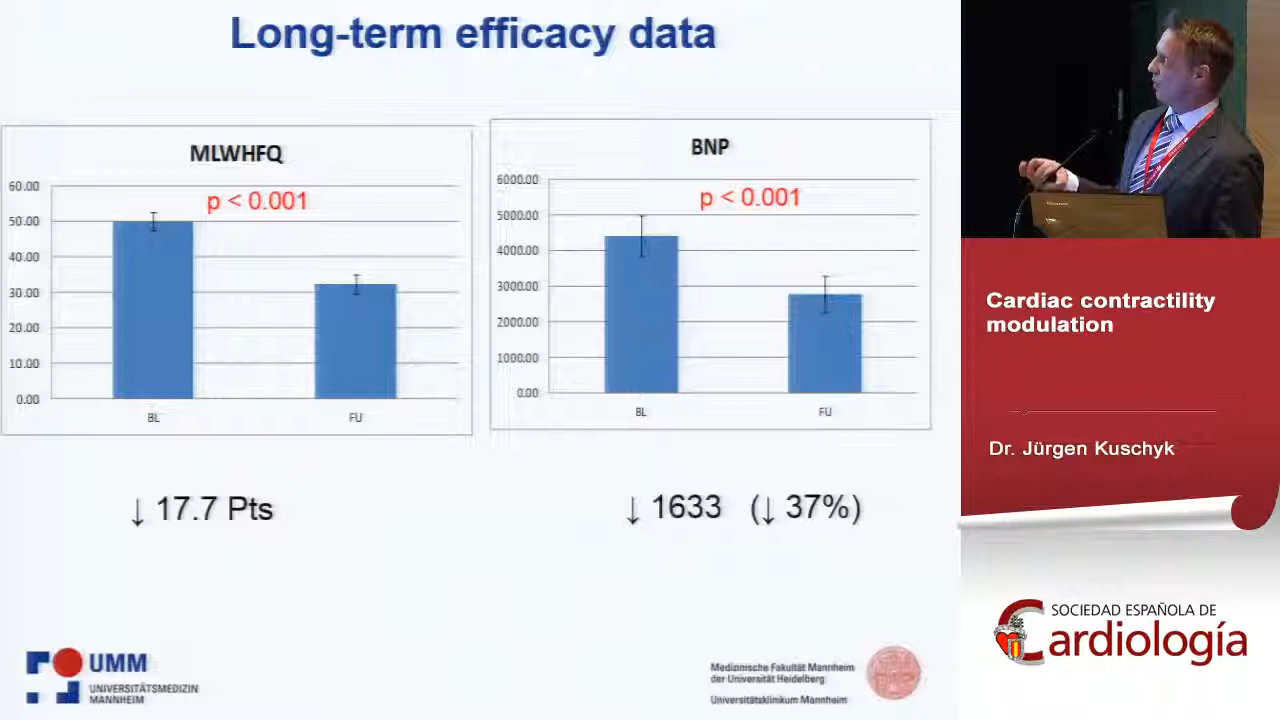 Long-term efficacy data
MLWHFQ
p < 0.001
60.00
50.00
40.00
30.00
20.00
10.00
0.00
BL
FU
↓ 17.7 Pts
BNP
p < 0.001
6000.00
5000.00
4000.00
3000.00
2000.00
1000.00
0.00
BL
FU
↓ 1633 (↓ 37%)
UMM
UNIVERSITÄTSMEDIZIN
MANNHEIM
Medizinische Fakultät Mannheim
der Universität Heidelberg
Universitätsklinikum Mannheim
Cardiac contractility
modulation
Dr. Jürgen Kuschyk
SOCIEDAD ESPAÑOLA DE
Cardiología